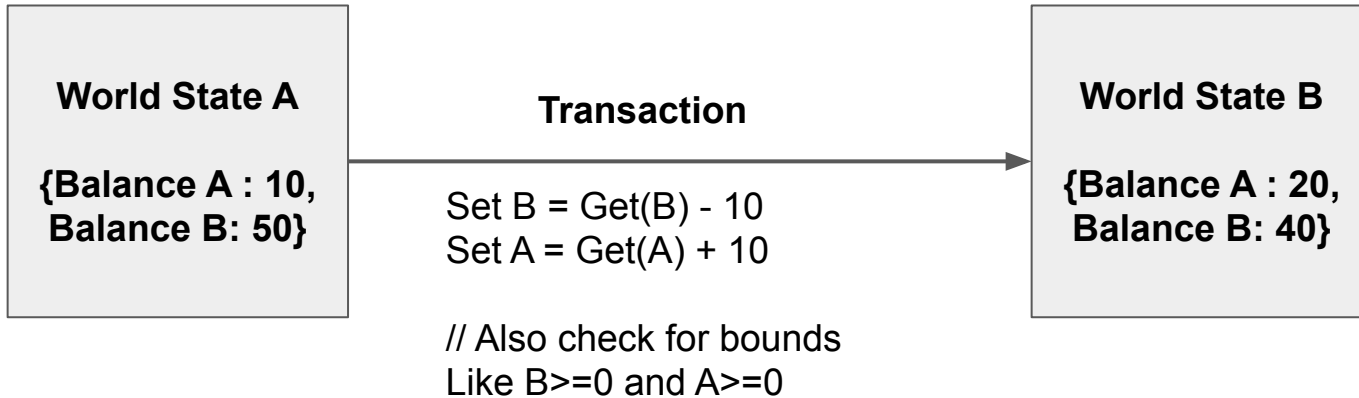 World State A
{Balance A : 10,
Balance B: 50}
Transaction
Set B = Get(B) - 10
Set A = Get(A) + 10
// Also check for bounds
Like B>=0 and A>=0
World State B
{Balance A : 20,
Balance B: 40}